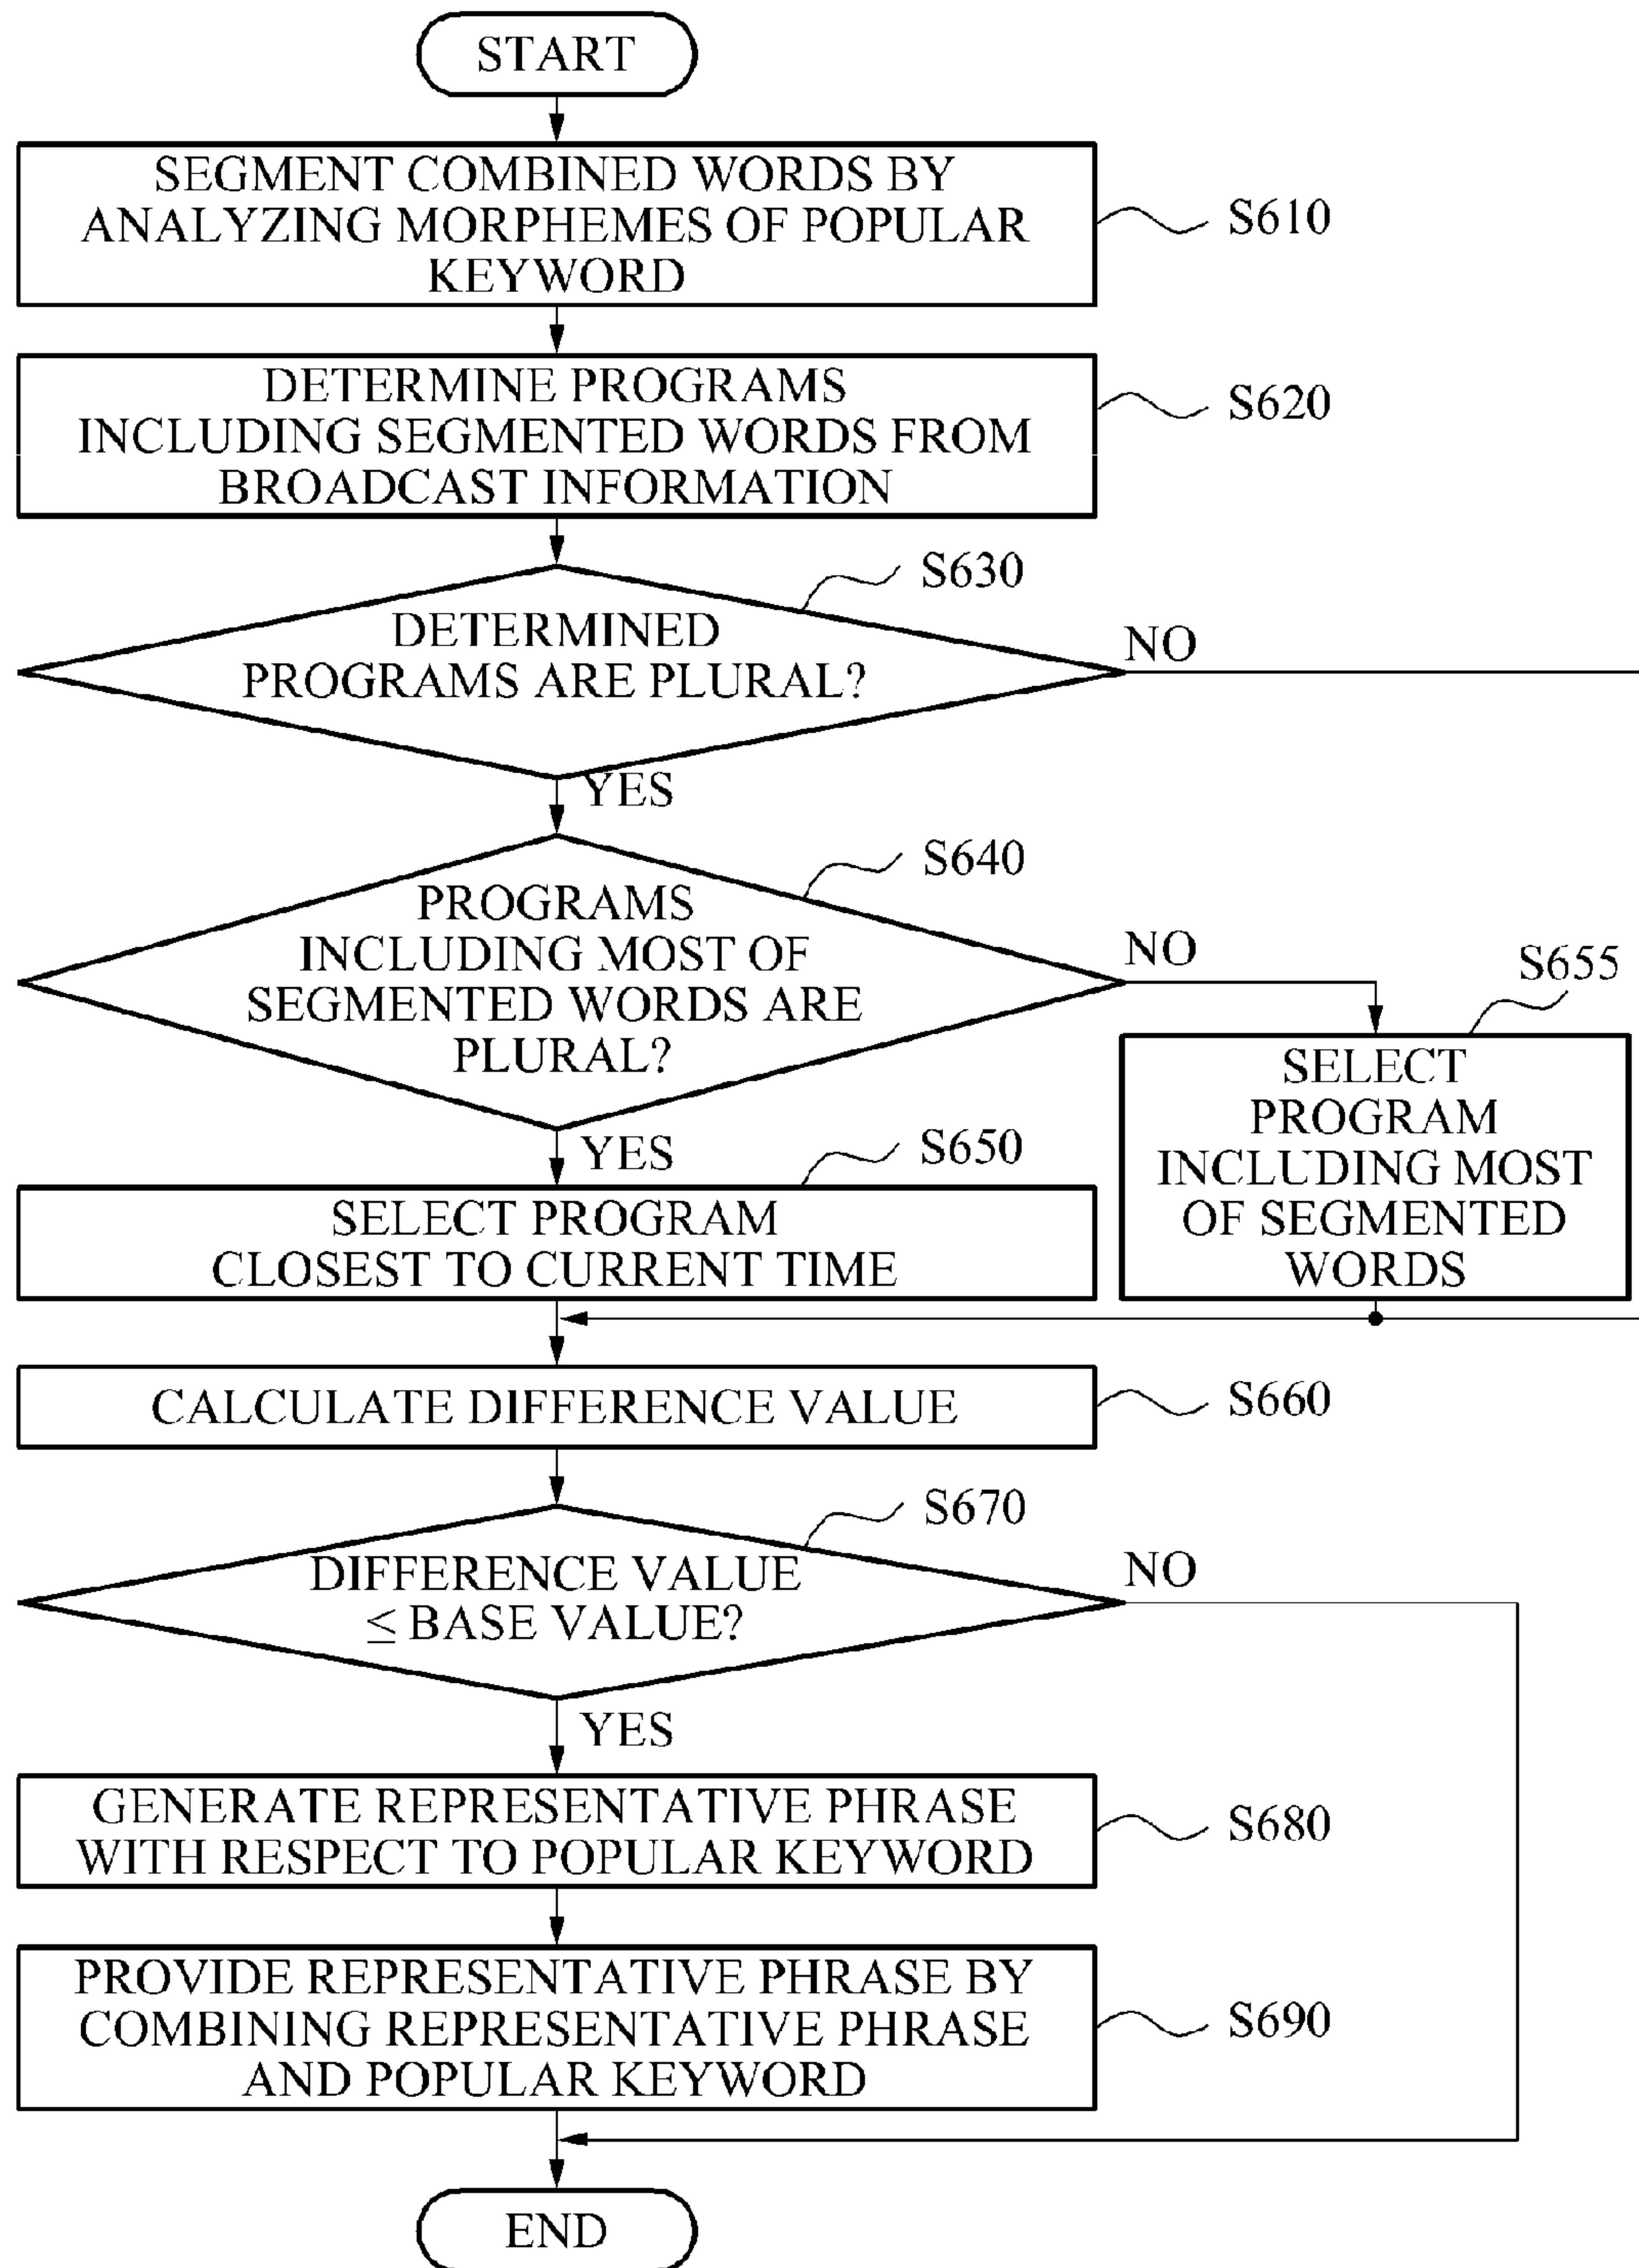 START
SEGMENT COMBINED WORDS BY
ANALYZING MORPHEMES OF POPULAR
KEYWORD
S610
DETERMINE PROGRAMS
INCLUDING SEGMENTED WORDS FROM
BROADCAST INFORMATION
S620
S630
DETERMINED
PROGRAMS ARE PLURAL?
NO
YES
S640
PROGRAMS
INCLUDING MOST OF
SEGMENTED WORDS ARE
PLURAL?
NO
S655
SELECT
PROGRAM
INCLUDING MOST
OF SEGMENTED
WORDS
YES
S650
SELECT PROGRAM
CLOSEST TO CURRENT TIME
CALCULATE DIFFERENCE VALUE
S660
S670
DIFFERENCE VALUE
≤ BASE VALUE?
NO
YES
GENERATE REPRESENTATIVE PHRASE
WITH RESPECT TO POPULAR KEYWORD
S680
PROVIDE REPRESENTATIVE PHRASE BY
COMBINING REPRESENTATIVE PHRASE
AND POPULAR KEYWORD
S690
END